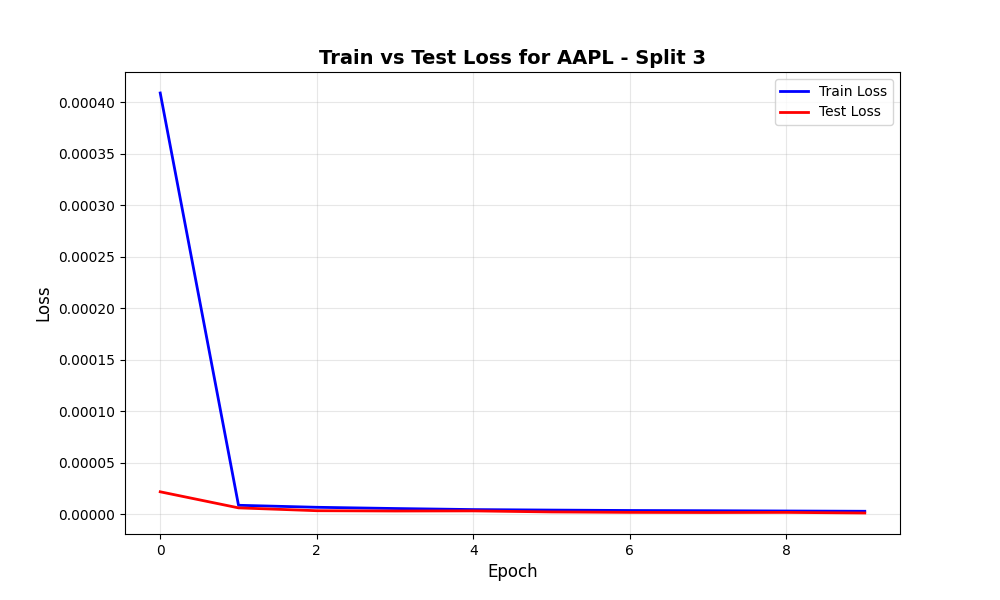 Train vs Test Loss for AAPL - Split 3
Train Loss
Test Loss
0.00040
0.00035
0.00030
0.00025
0.00020
0.00015
0.00010
0.00005
0.00000
Loss
0 2 4 6 8
Epoch